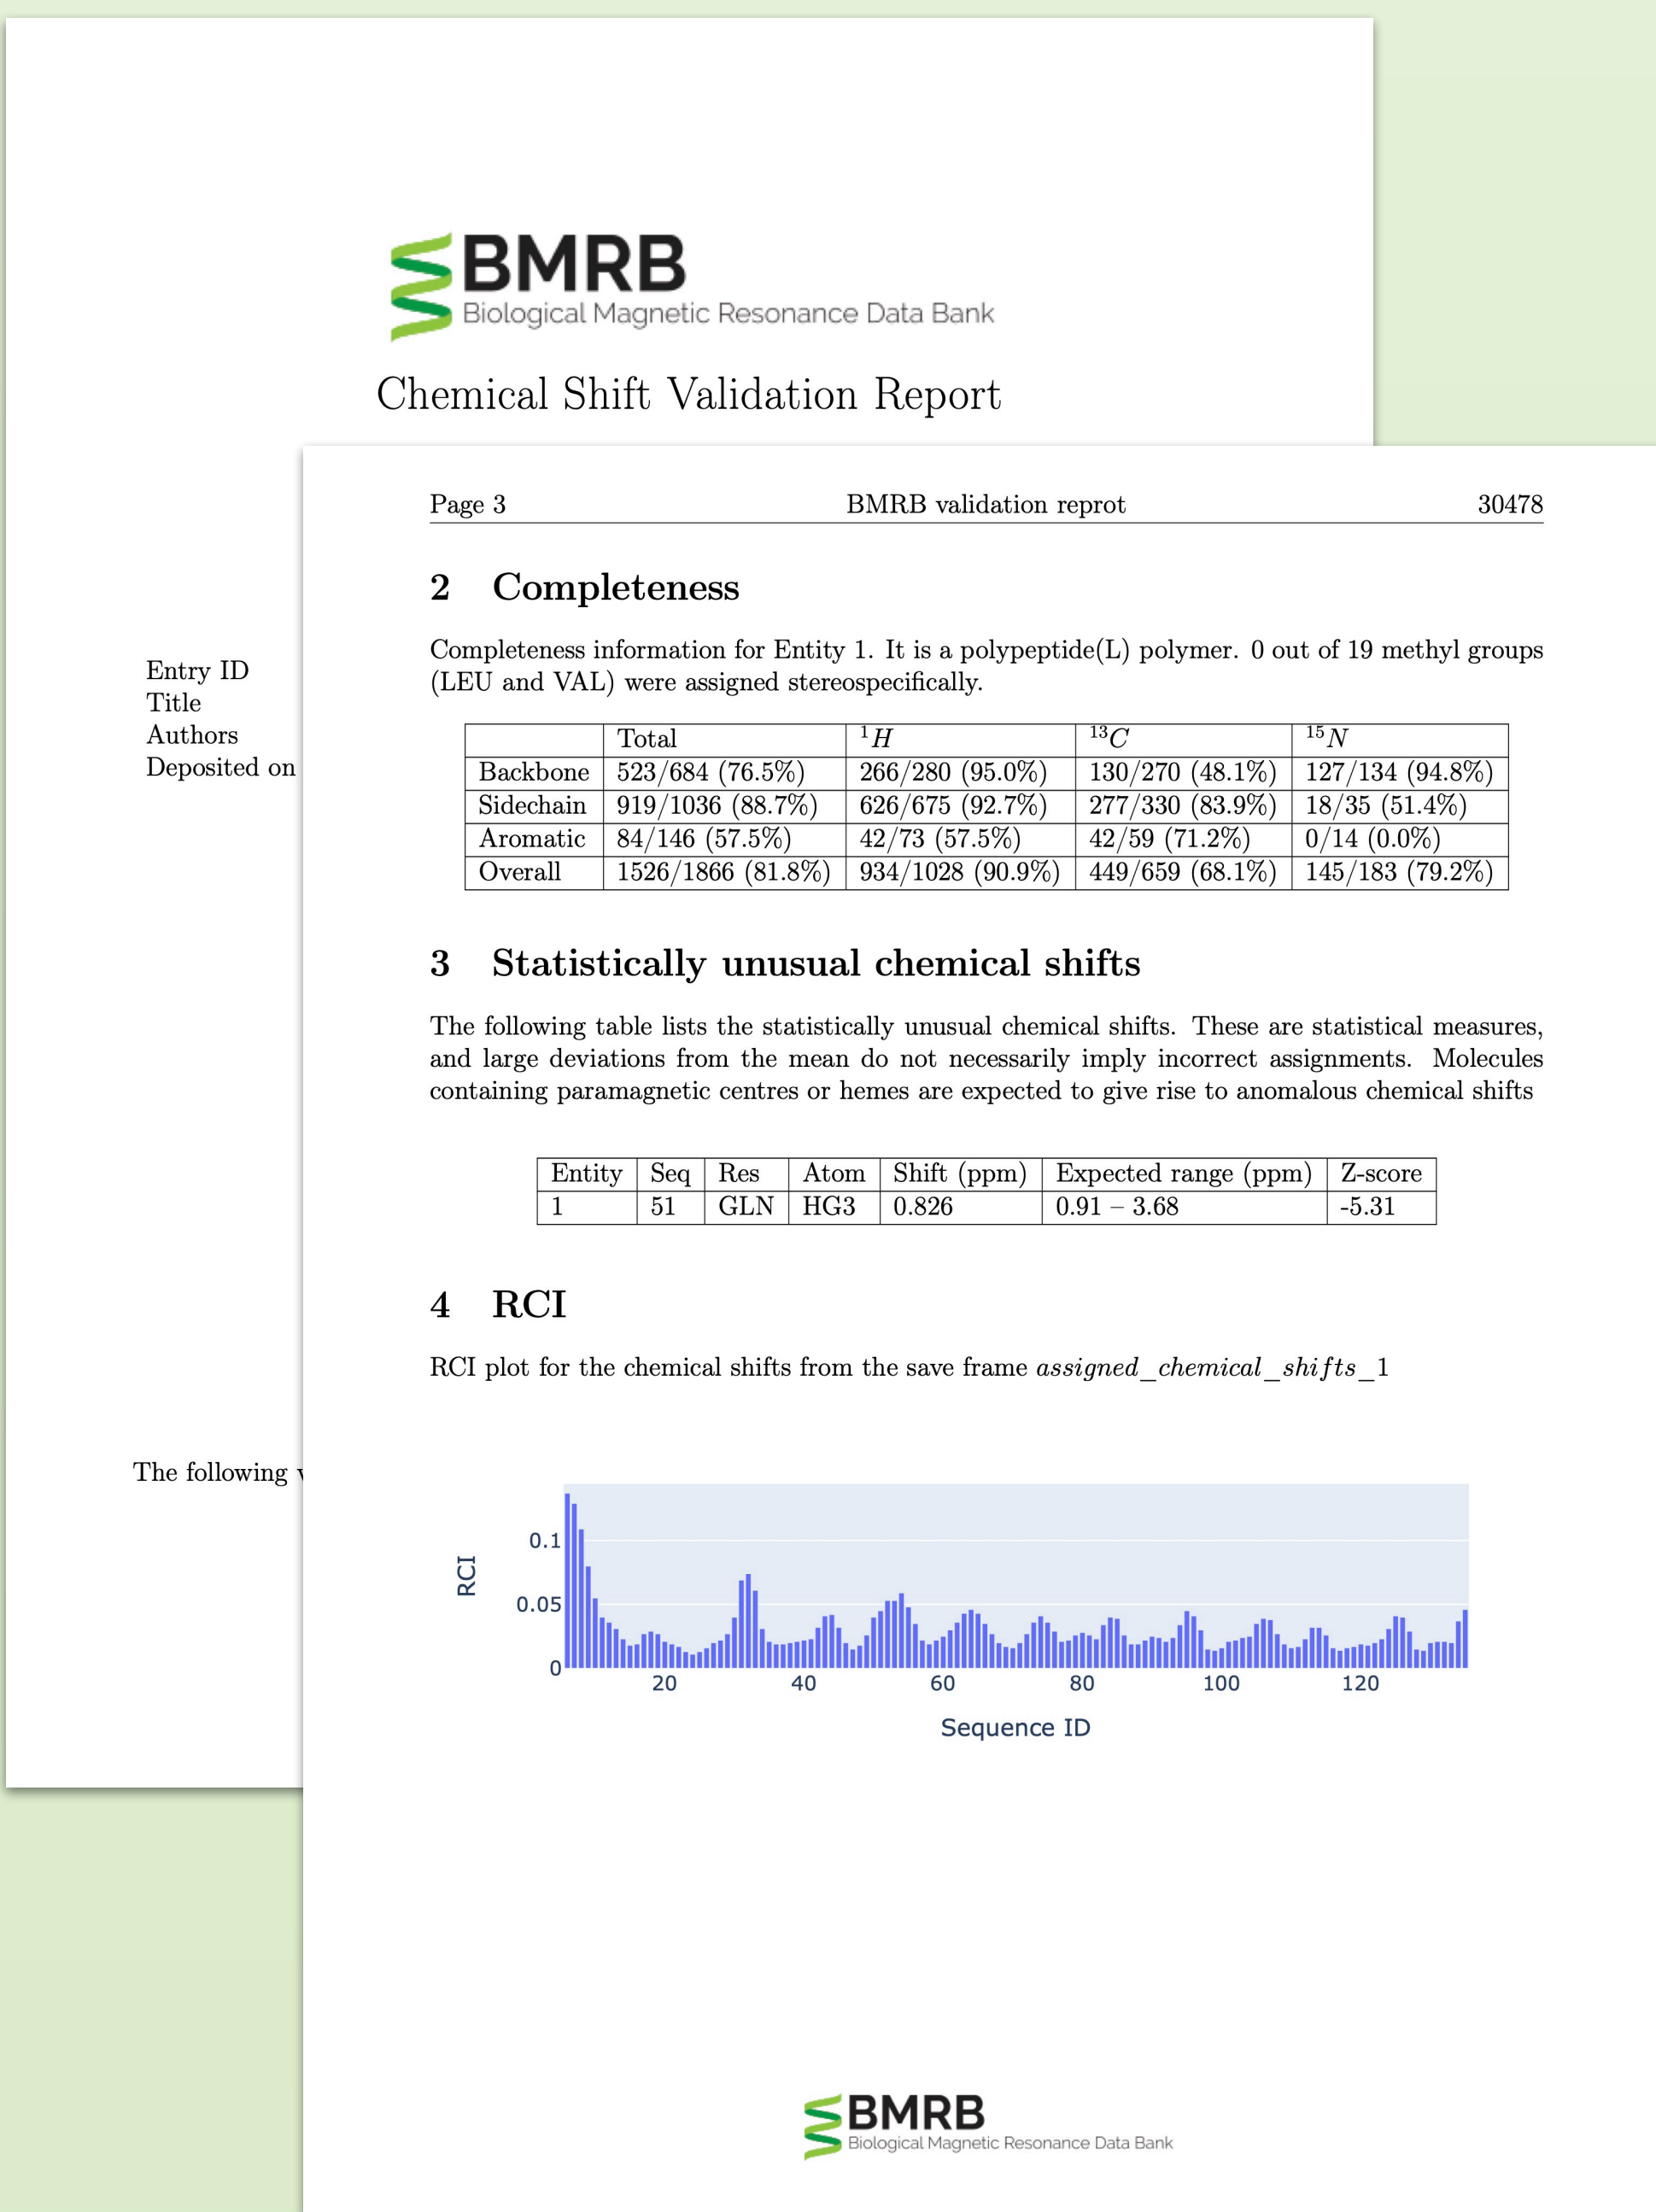 BMRB
Biological Magnetic Resonance Data Bank
Chemical Shift Validation Report
Entry ID
Title
Authors
Deposited on
The following
Page 3 BMRB validation reprot 30478
2 Completeness
Completeness information for Entity 1. It is a polypeptide(L) polymer. 0 out of 19 methyl groups
(LEU and VAL) were assigned stereospecifically.
Total ¹H ¹³C ¹⁵N
Backbone 523/684 (76.5%) 266/280 (95.0%) 130/270 (48.1%) 127/134 (94.8%)
Sidechain 919/1036 (88.7%) 626/675 (92.7%) 277/330 (83.9%) 18/35 (51.4%)
Aromatic 84/146 (57.5%) 42/73 (57.5%) 42/59 (71.2%) 0/14 (0.0%)
Overall 1526/1866 (81.8%) 934/1028 (90.9%) 449/659 (68.1%) 145/183 (79.2%)
3 Statistically unusual chemical shifts
The following table lists the statistically unusual chemical shifts. These are statistical measures,
and large deviations from the mean do not necessarily imply incorrect assignments. Molecules
containing paramagnetic centres or hemes are expected to give rise to anomalous chemical shifts
Entity Seq Res Atom Shift (ppm) Expected range (ppm) Z-score
1 51 GLN HG3 0.826 0.91 – 3.68 -5.31
4 RCI
RCI plot for the chemical shifts from the save frame assigned_chemical_shifts_1
RCI
0.1
0.05
0
20 40 60 80 100 120
Sequence ID
BMRB
Biological Magnetic Resonance Data Bank